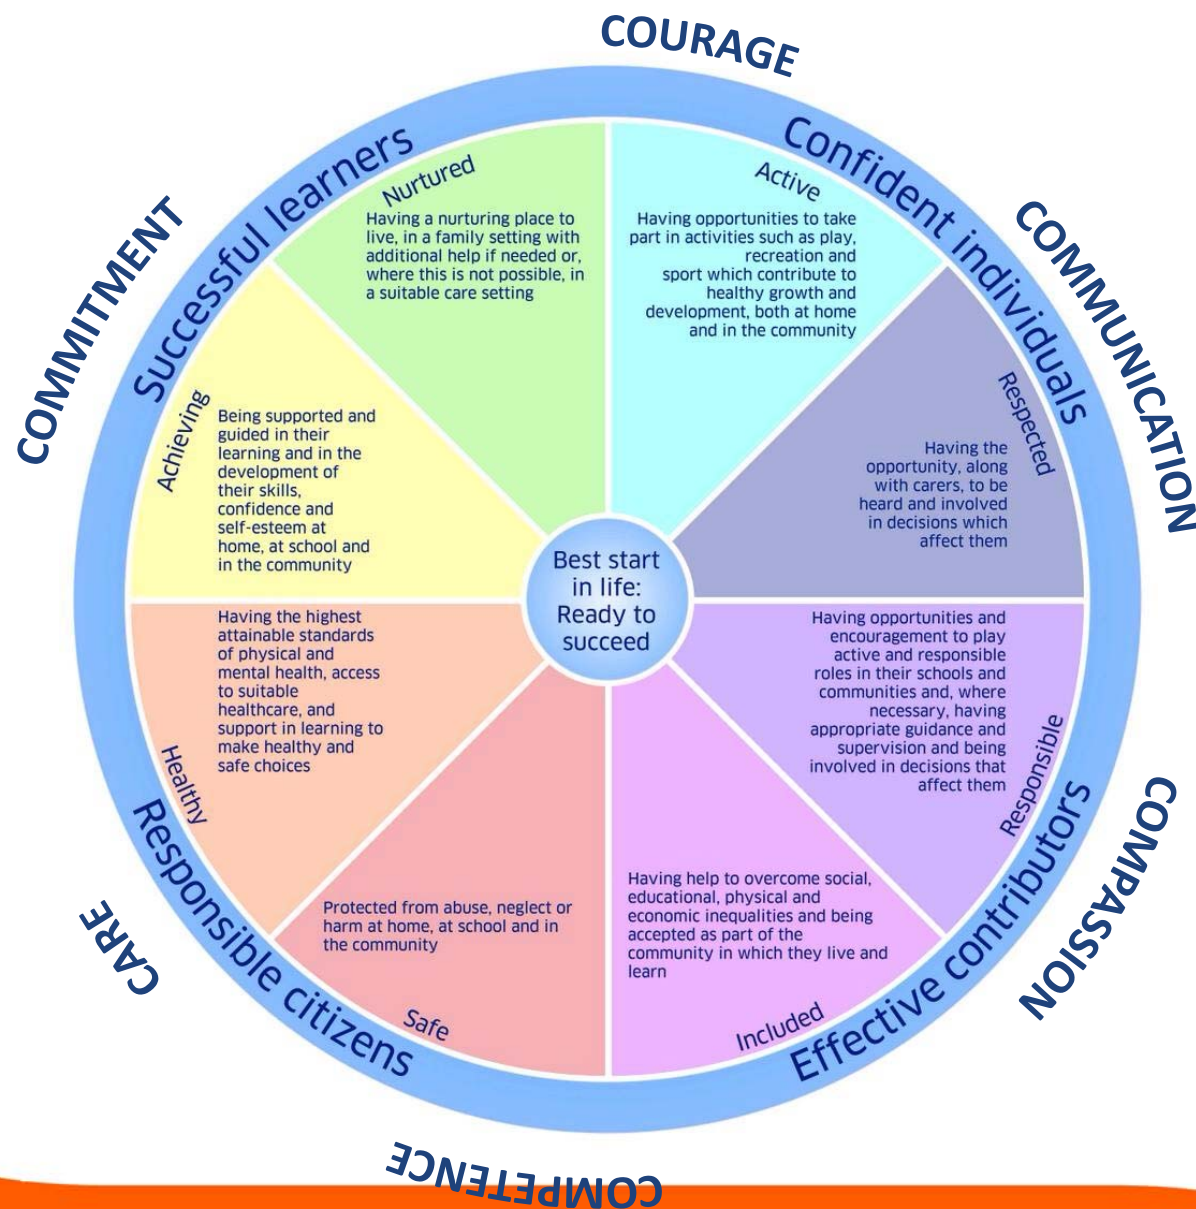 COURAGE
COMMUNICATION
COMPASSION
COMPETENCE
CARE
COMMITMENT
Successful learners
Confident individuals
Effective contributors
Responsible citizens
Nurtured
Having a nurturing place to
live, in a family setting with
additional help if needed or,
where this is not possible, in
a suitable care setting
Active
Having opportunities to take
part in activities such as play,
recreation and
sport which contribute to
healthy growth and
development, both at home
and in the community
Respected
Having the
opportunity, along
with carers, to be
heard and involved
in decisions which
affect them
Responsible
Having opportunities and
encouragement to play
active and responsible
roles in their schools and
communities and, where
necessary, having
appropriate guidance and
supervision and being
involved in decisions that
affect them
Included
Having help to overcome social,
educational, physical and
economic inequalities and being
accepted as part of the
community in which they live and
learn
Safe
Protected from abuse, neglect or
harm at home, at school and in
the community
Healthy
Having the highest
attainable standards
of physical and
mental health, access
to suitable
healthcare, and
support in learning to
make healthy and
safe choices
Achieving
Being supported and
guided in their
learning and in the
development of
their skills,
confidence and
self-esteem at
home, at school and
in the community
Best start
in life:
Ready to
succeed